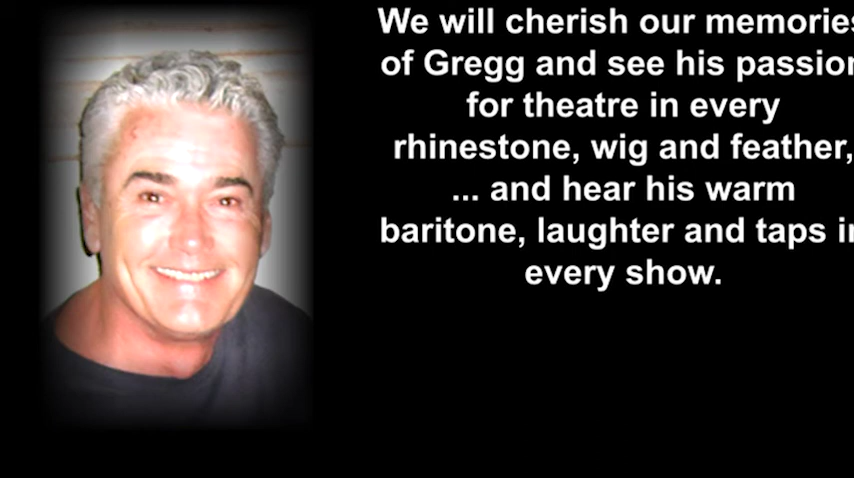 We will cherish our memories
of Gregg and see his passion
for theatre in every
rhinestone, wig and feather,
... and hear his warm
baritone, laughter and taps in
every show.